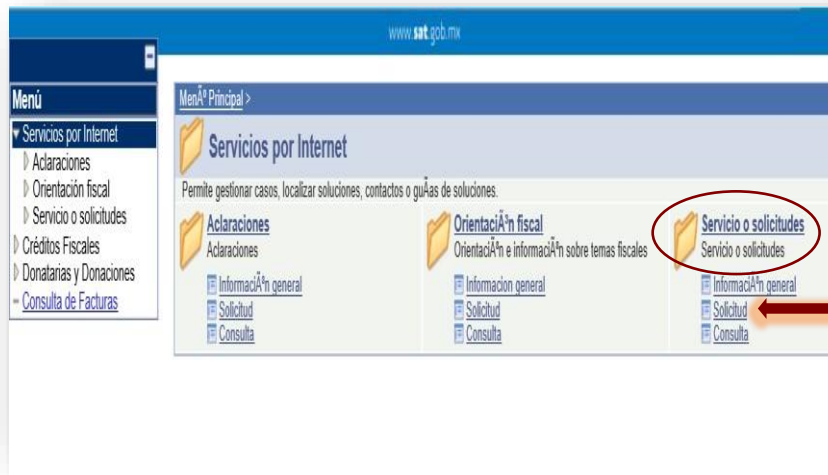 www.sat.gob.mx
Menú
Servicios por Internet
Aclaraciones
Orientación fiscal
Servicio o solicitudes
Créditos Fiscales
Donatarias y Donaciones
Consulta de Facturas
MenÃº Principal >
Servicios por Internet
Permite gestionar casos, localizar soluciones, contactos o guÃ­as de soluciones.
Aclaraciones
Aclaraciones
InformaciÃ³n general
Solicitud
Consulta
OrientaciÃ³n fiscal
OrientaciÃ³n e informaciÃ³n sobre temas fiscales
Informacion general
Solicitud
Consulta
Servicio o solicitudes
Servicio o solicitudes
InformaciÃ³n general
Solicitud
Consulta